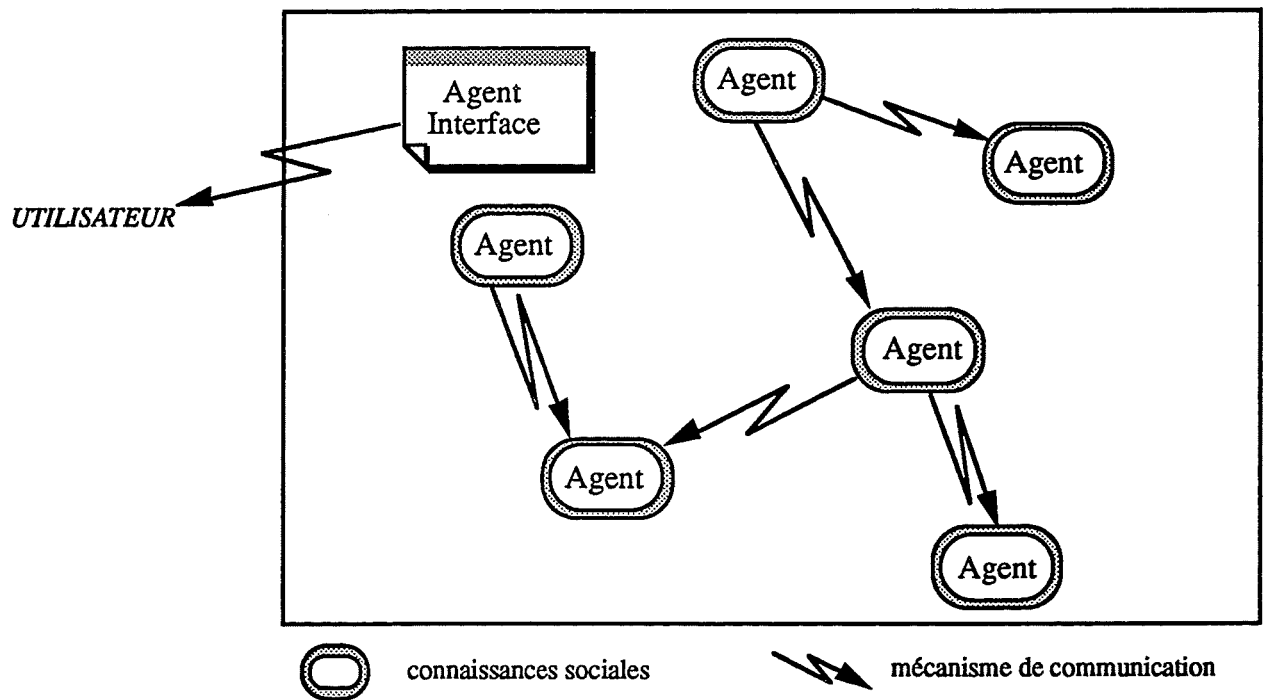 Agent
Interface
Agent
Agent
UTILISATEUR
Agent
Agent
Agent
Agent
connaissances sociales
mécanisme de communication